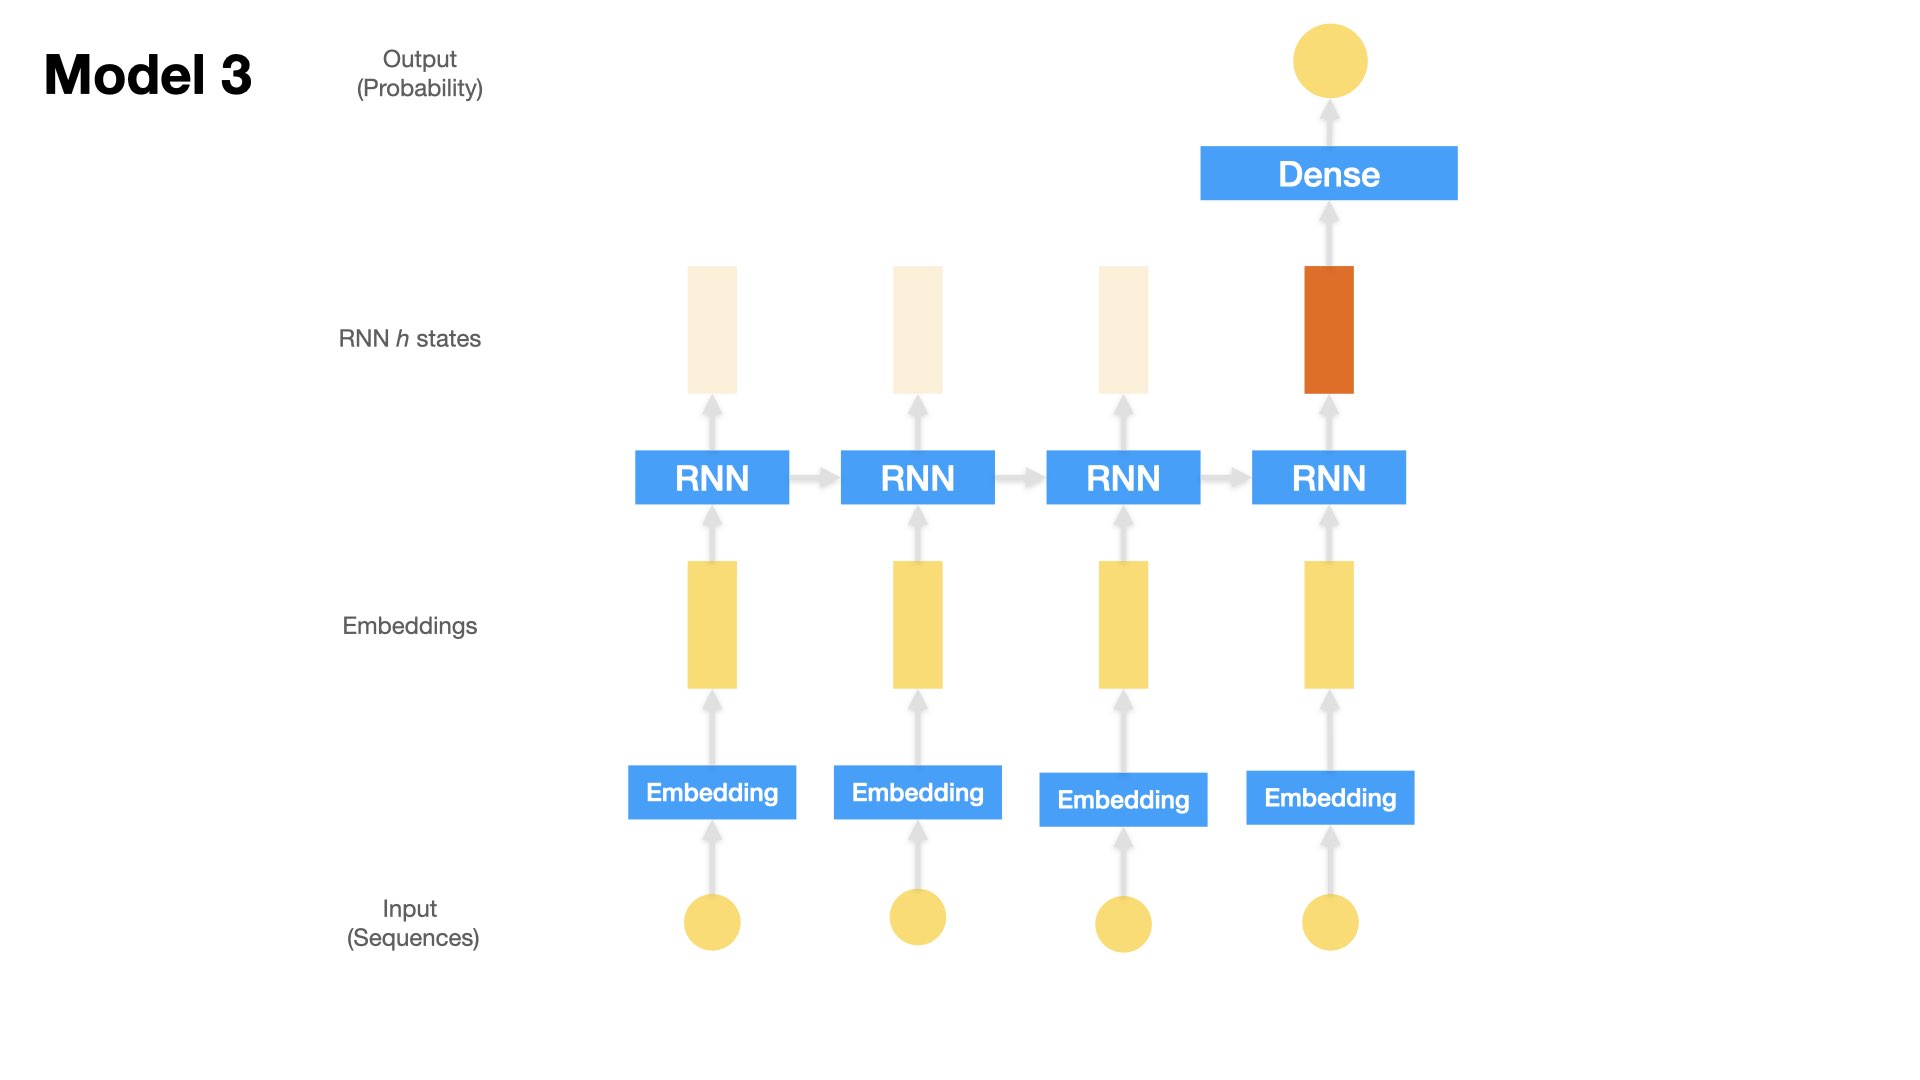 Model 3
Output
(Probability)
Dense
RNN h states
RNN
RNN
RNN
RNN
Embeddings
Embedding
Embedding
Embedding
Embedding
Input
(Sequences)